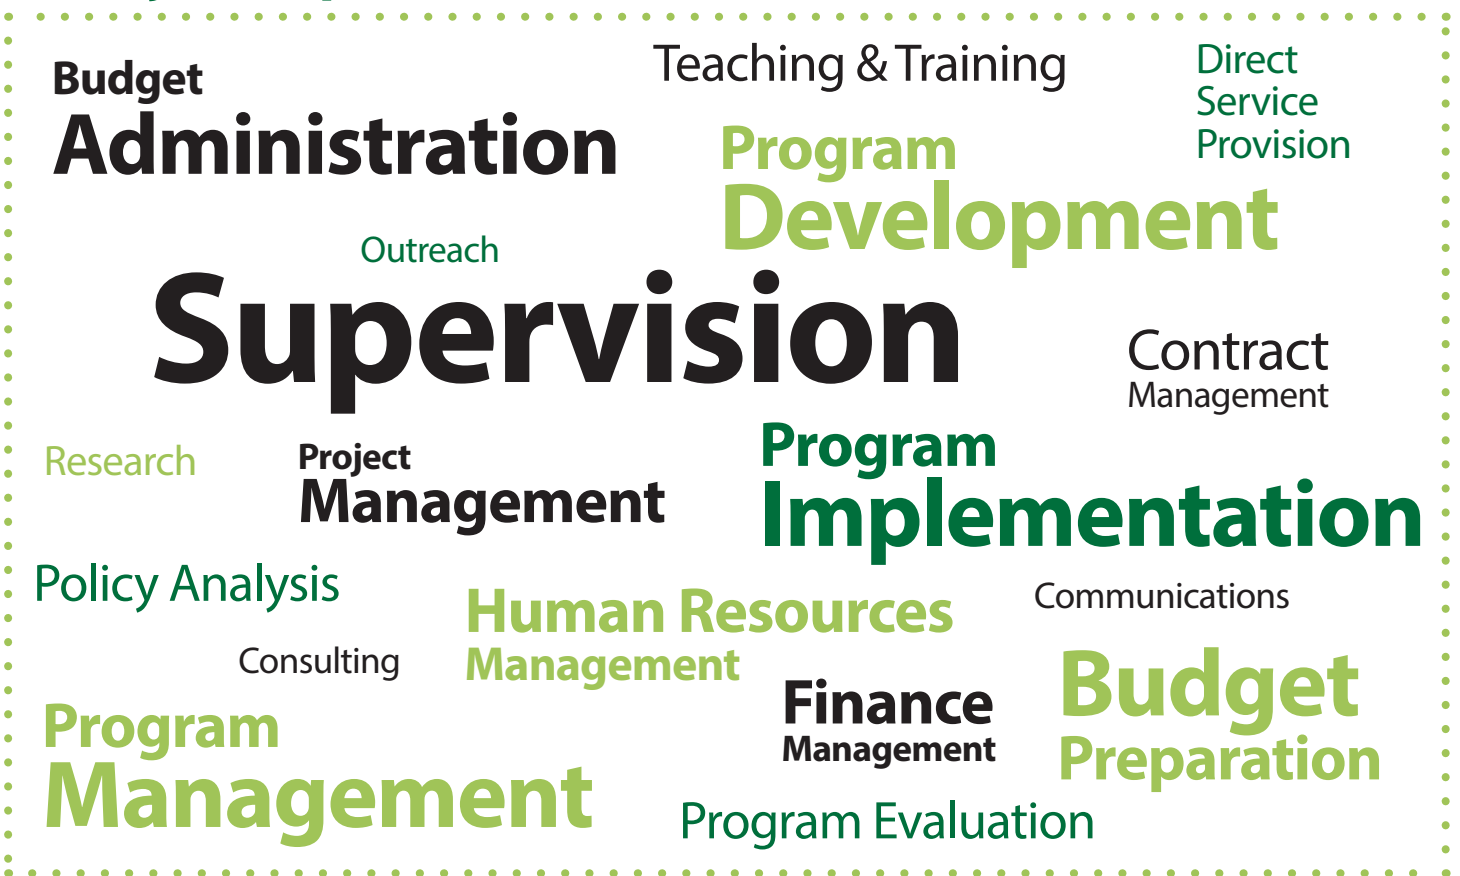 Budget
Administration
Teaching & Training
Direct
Service
Provision
Program
Development
Outreach
Supervision
Contract
Management
Research
Project
Management
Program
Implementation
Policy Analysis
Human Resources
Management
Communications
Consulting
Finance
Management
Budget
Preparation
Program
Management
Program Evaluation